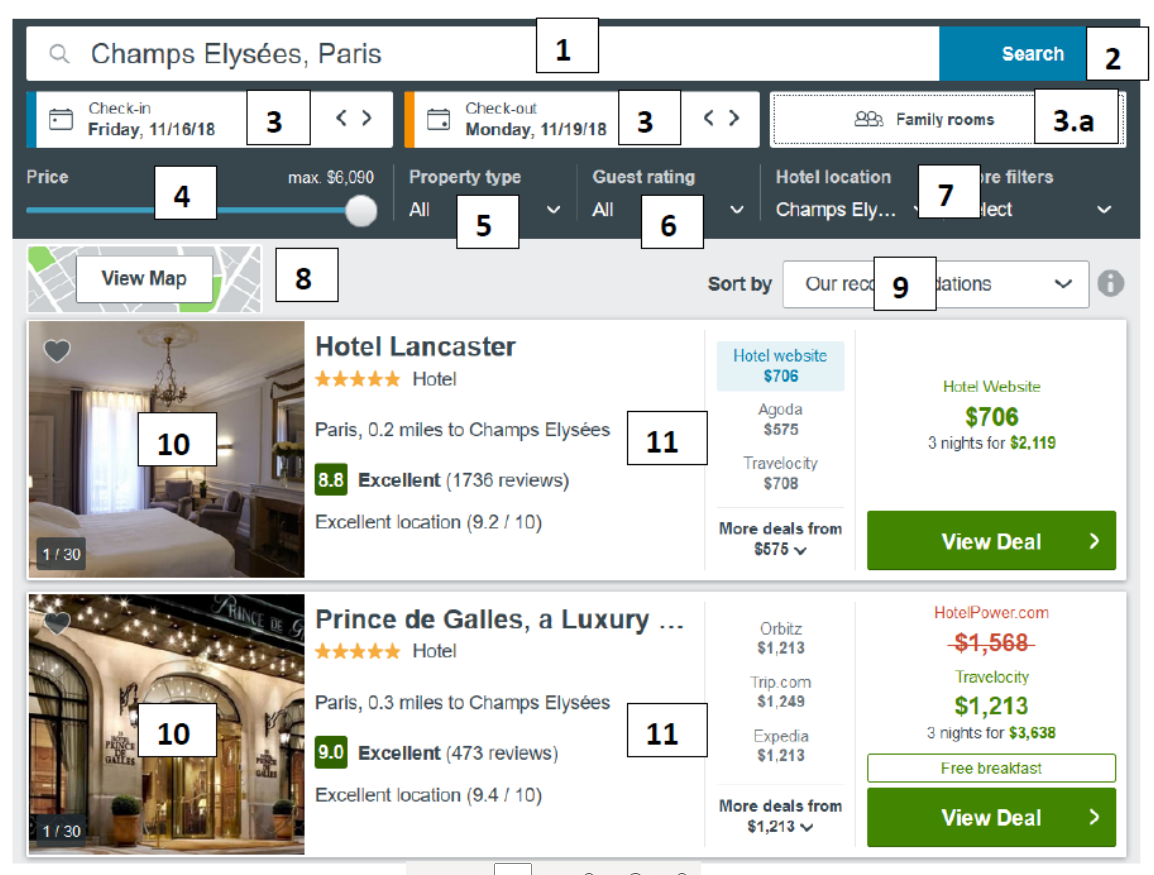 Champs Elysées, Paris
1
Search
2
Check-in
Friday, 11/16/18
3
Check-out
Monday, 11/19/18
3
Family rooms
3.a
Price
max. $6,090
4
Property type
All
5
Guest rating
All
6
Hotel location
Champs Ely...
7
filters
View Map
8
Sort by
Our
9
10
1 / 30
Hotel Lancaster
Hotel
Paris, 0.2 miles to Champs Elysées
8.8 Excellent (1736 reviews)
Excellent location (9.2 / 10)
11
Hotel website
$706
Agoda
$575
Travelocity
$708
More deals from
$575
Hotel Website
$706
3 nights for $2,119
View Deal
PRINCE DE G
HOTEL
PRINCE
DE
GALLES
10
1 / 30
Prince de Galles, a Luxury ...
Hotel
Paris, 0.3 miles to Champs Elysées
9.0 Excellent (473 reviews)
Excellent location (9.4 / 10)
11
Orbitz
$1,213
Trip.com
$1,249
Expedia
$1,213
More deals from
$1,213
HotelPower.com
$1,568
Travelocity
$1,213
3 nights for $3,638
Free breakfast
View Deal